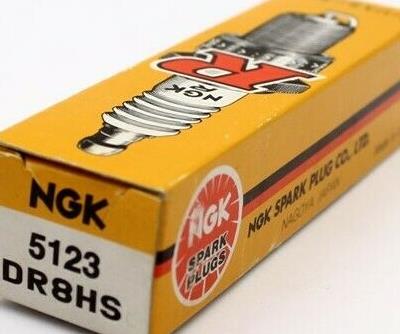 R
NGK
NGK
5123
DR8HS
NGK
SPARK
PLUGS
NGK SPARK PLUG CO., LTD.
NAGOYA JAPAN